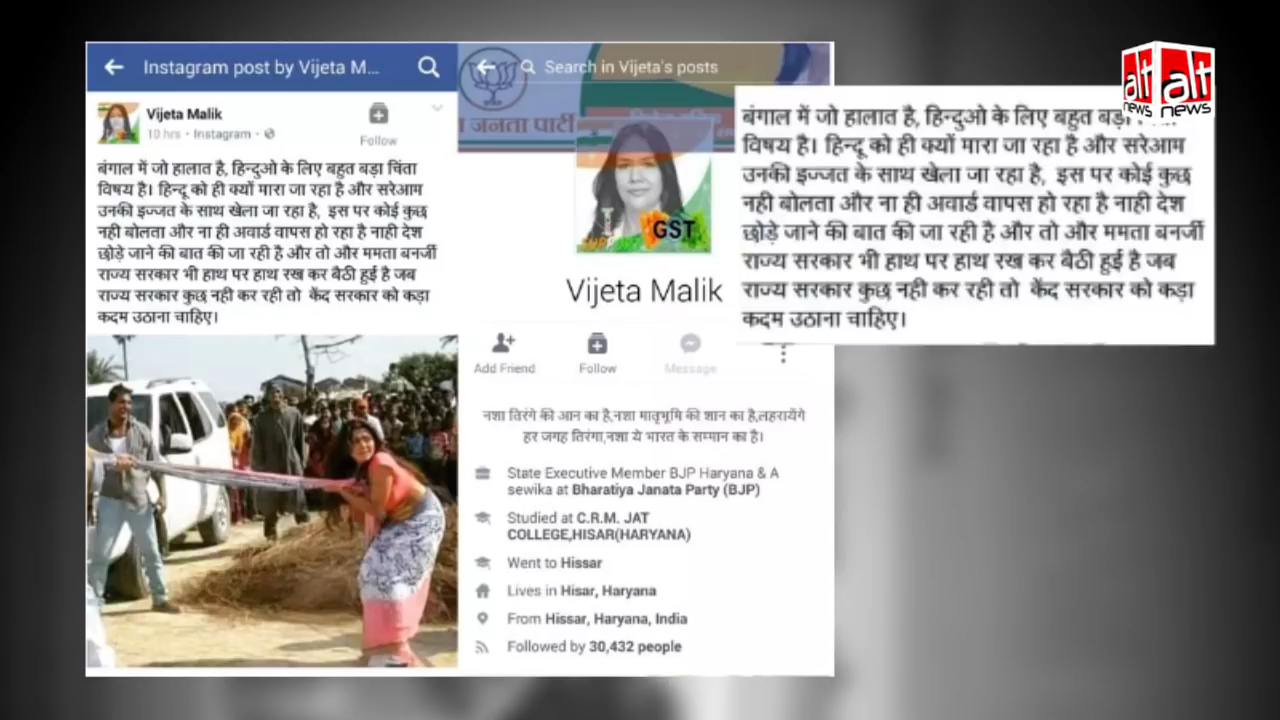 Instagram post by Vijeta M...
Vijeta Malik
10 hrs • Instagram •
Follow
बंगाल में जो हालात है, हिन्दुओ के लिए बहुत बड़ा चिंता
विषय है। हिन्दू को ही क्यों मारा जा रहा है और सरेआम
उनकी इज्जत के साथ खेला जा रहा है, इस पर कोई कुछ
नही बोलता और ना ही अवार्ड वापस हो रहा है नाही देश
छोड़े जाने की बात की जा रही है और तो और ममता बनर्जी
राज्य सरकार भी हाथ पर हाथ रख कर बैठी हुई है जब
राज्य सरकार कुछ नही कर रही तो केंद सरकार को कड़ा
कदम उठाना चाहिए।
Search in Vijeta's posts
जनता पार्टी
GST
Vijeta Malik
Add Friend
Follow
Message
नशा तिरंगे की आन का है,नशा मातृभूमि की शान का है,लहरायेंगे
हर जगह तिरंगा,नशा ये भारत के सम्मान का है।
State Executive Member BJP Haryana & A
sewika at Bharatiya Janata Party (BJP)
Studied at C.R.M. JAT
COLLEGE,HISAR(HARYANA)
Went to Hissar
Lives in Hisar, Haryana
From Hissar, Haryana, India
Followed by 30,432 people
बंगाल में जो हालात है, हिन्दुओ के लिए बहुत बड़ा
विषय है। हिन्दू को ही क्यों मारा जा रहा है और सरेआम
उनकी इज्जत के साथ खेला जा रहा है, इस पर कोई कुछ
नही बोलता और ना ही अवार्ड वापस हो रहा है नाही देश
छोड़े जाने की बात की जा रही है और तो और ममता बनर्जी
राज्य सरकार भी हाथ पर हाथ रख कर बैठी हुई है जब
राज्य सरकार कुछ नही कर रही तो केंद सरकार को कड़ा
कदम उठाना चाहिए।
alt alt
news news